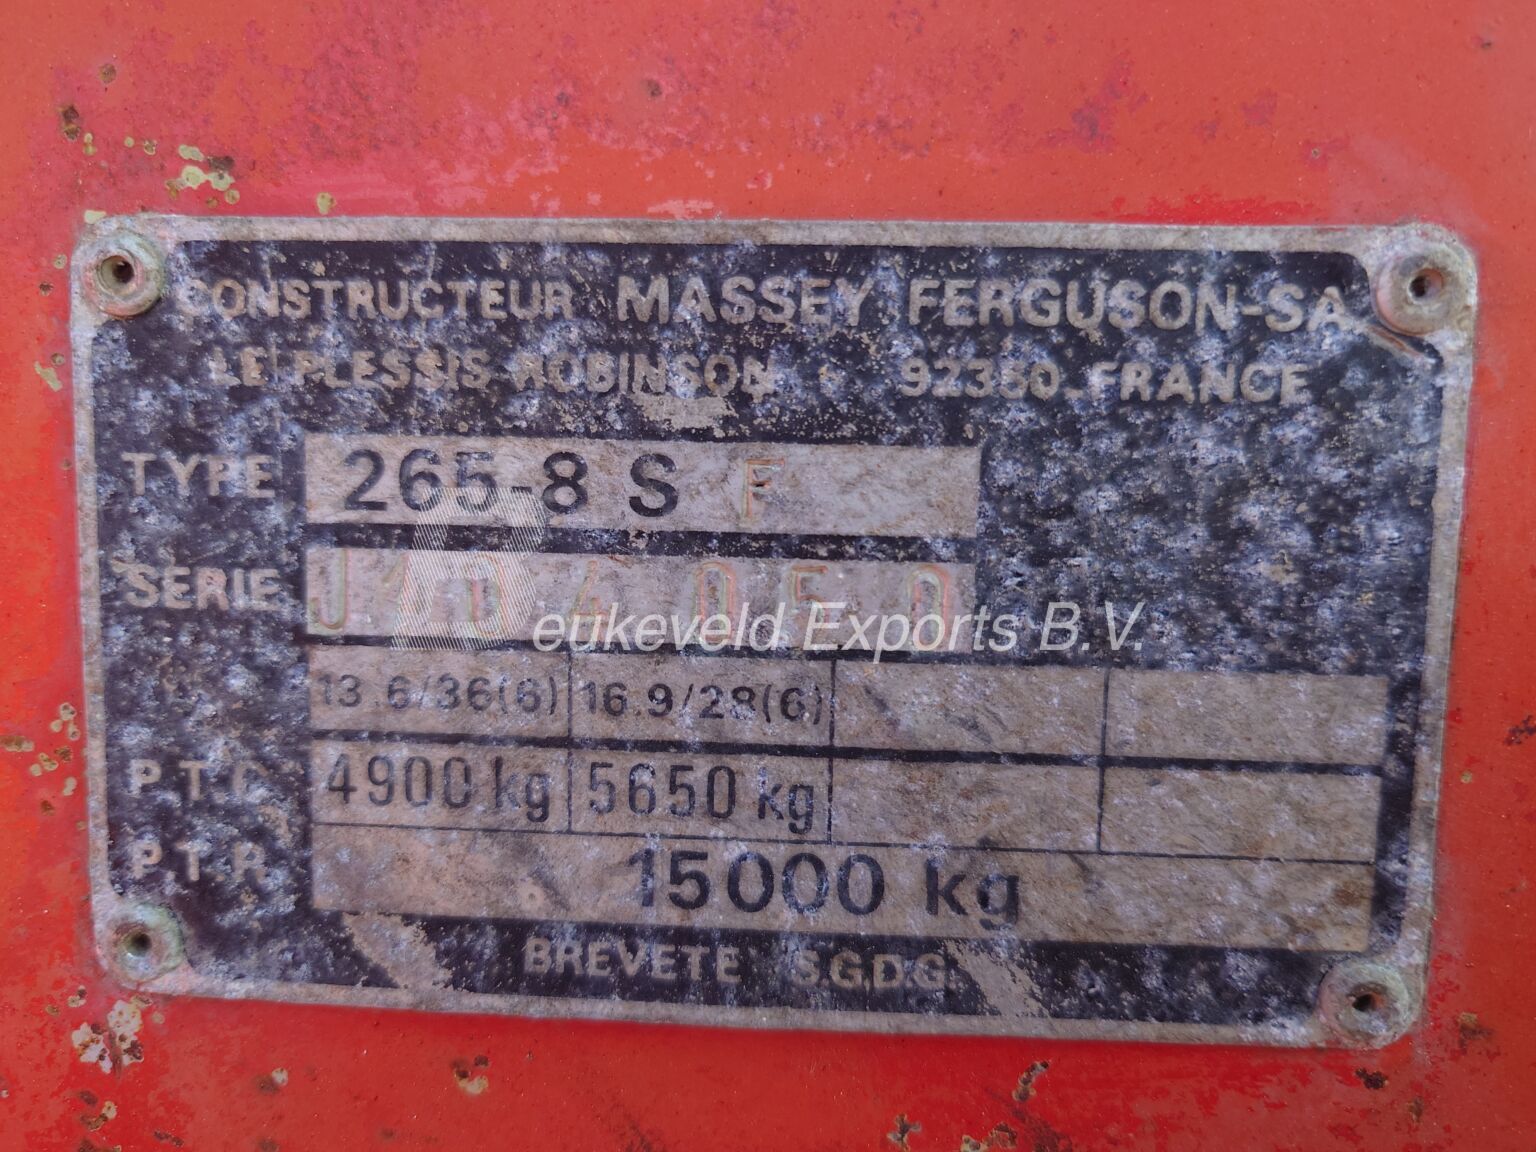 CONSTRUCTEUR MASSEY FERGUSON-SA
LE PLESSIS-ROBINSON 92350-FRANCE
TYPE 265-8 S F
SERIE
Beukeveld Exports B.V.
13.6/36(6) 16.9/28(6)
P.T.C. 4900 kg 5650 kg
P.T.R. 15000 kg
BREVETE S.G.D.G.